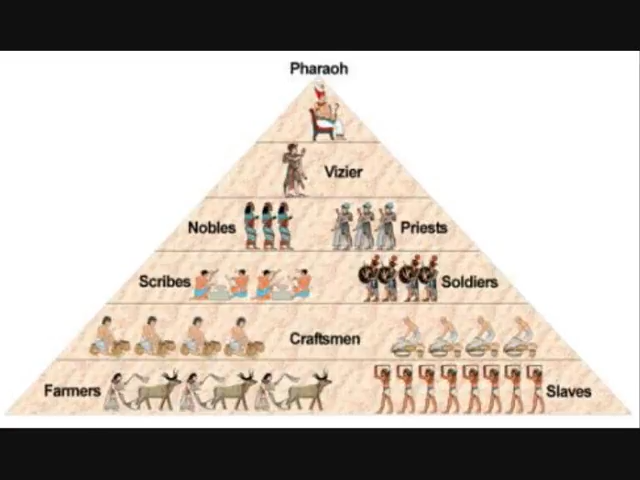 Pharaoh
Vizier
Nobles Priests
Scribes Soldiers
Craftsmen
Farmers Slaves